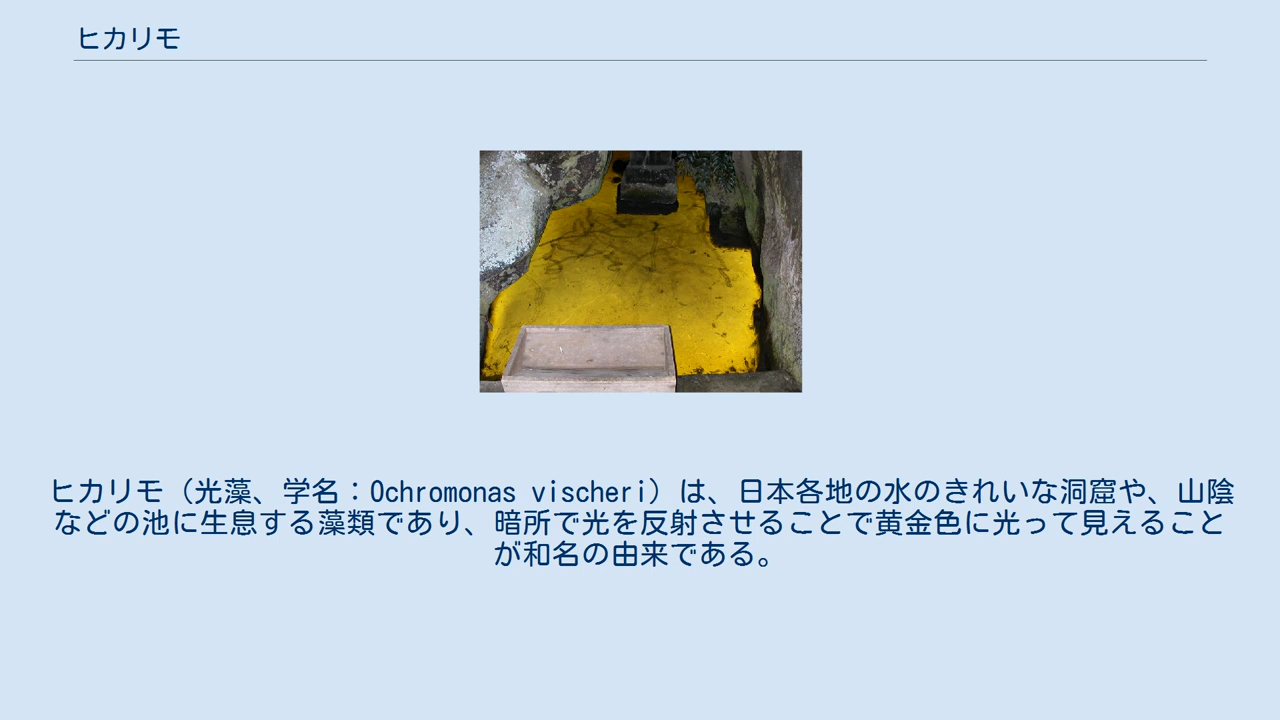 ヒカリモ
ヒカリモ（光藻、学名：Ochromonas vischeri）は、日本各地の水のきれいな洞窟や、山陰
などの池に生息する藻類であり、暗所で光を反射させることで黄金色に光って見えること
が和名の由来である。